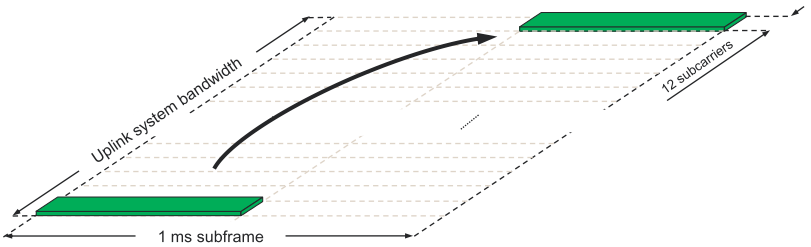 Uplink system bandwidth
12 subcarriers
1 ms subframe